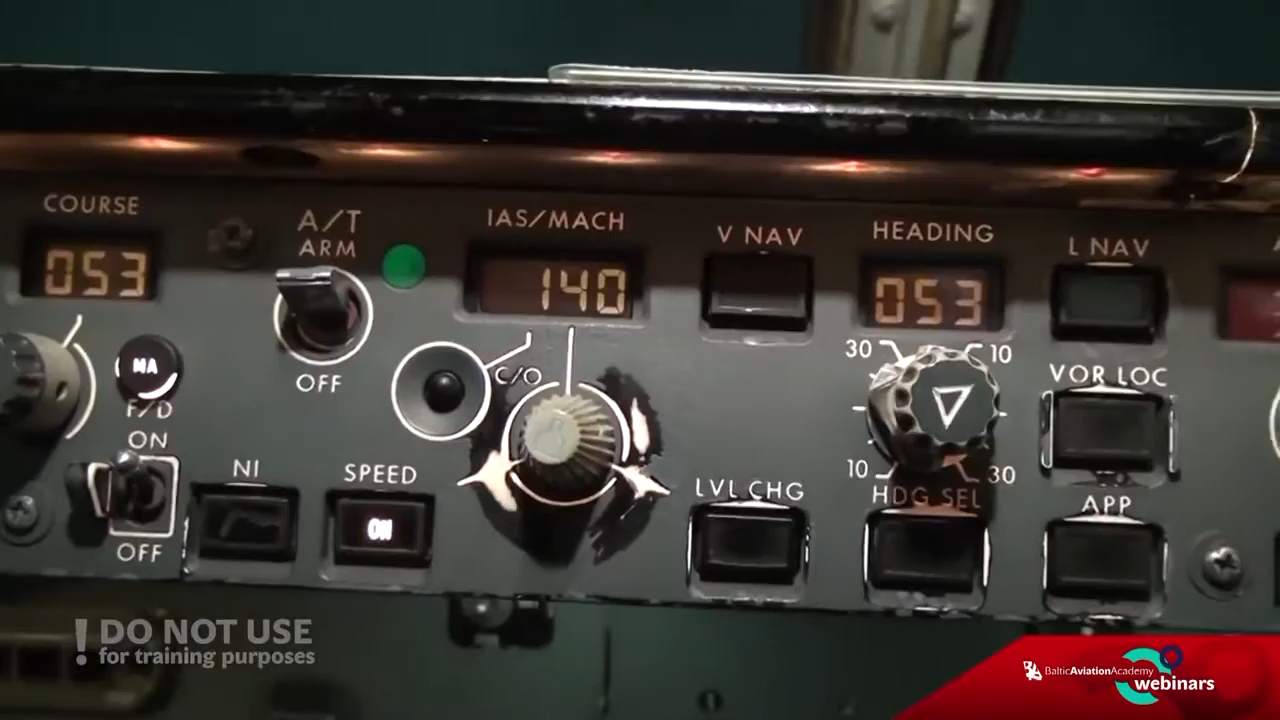 COURSE
053
A/T
ARM
OFF
IAS/MACH
140
V NAV
HEADING
053
L NAV
MA
F/D
ON
OFF
C/O
30
10
10
30
VOR LOC
N1
SPEED
ON
LVL CHG
HDG SEL
APP
! DO NOT USE
for training purposes
BalticAviationAcademy
webinars